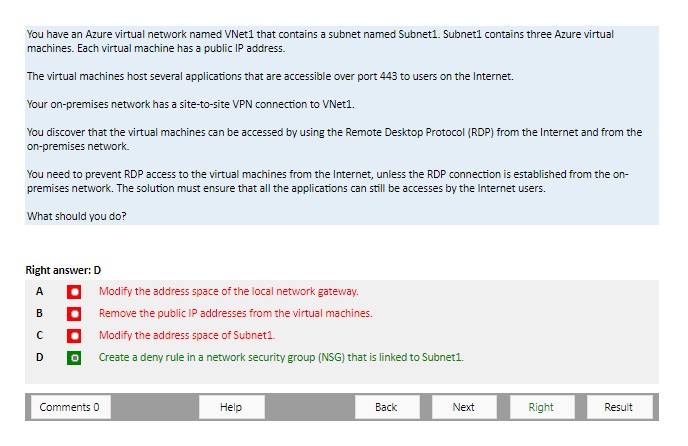 You have an Azure virtual network named VNet1 that contains a subnet named Subnet1. Subnet1 contains three Azure virtual
machines. Each virtual machine has a public IP address.
The virtual machines host several applications that are accessible over port 443 to users on the Internet.
Your on-premises network has a site-to-site VPN connection to VNet1.
You discover that the virtual machines can be accessed by using the Remote Desktop Protocol (RDP) from the Internet and from the
on-premises network.
You need to prevent RDP access to the virtual machines from the Internet, unless the RDP connection is established from the on-
premises network. The solution must ensure that all the applications can still be accesses by the Internet users.
What should you do?
Right answer: D
A Modify the address space of the local network gateway.
B Remove the public IP addresses from the virtual machines.
C Modify the address space of Subnet1.
D Create a deny rule in a network security group (NSG) that is linked to Subnet1.
Comments 0 Help Back Next Right Result